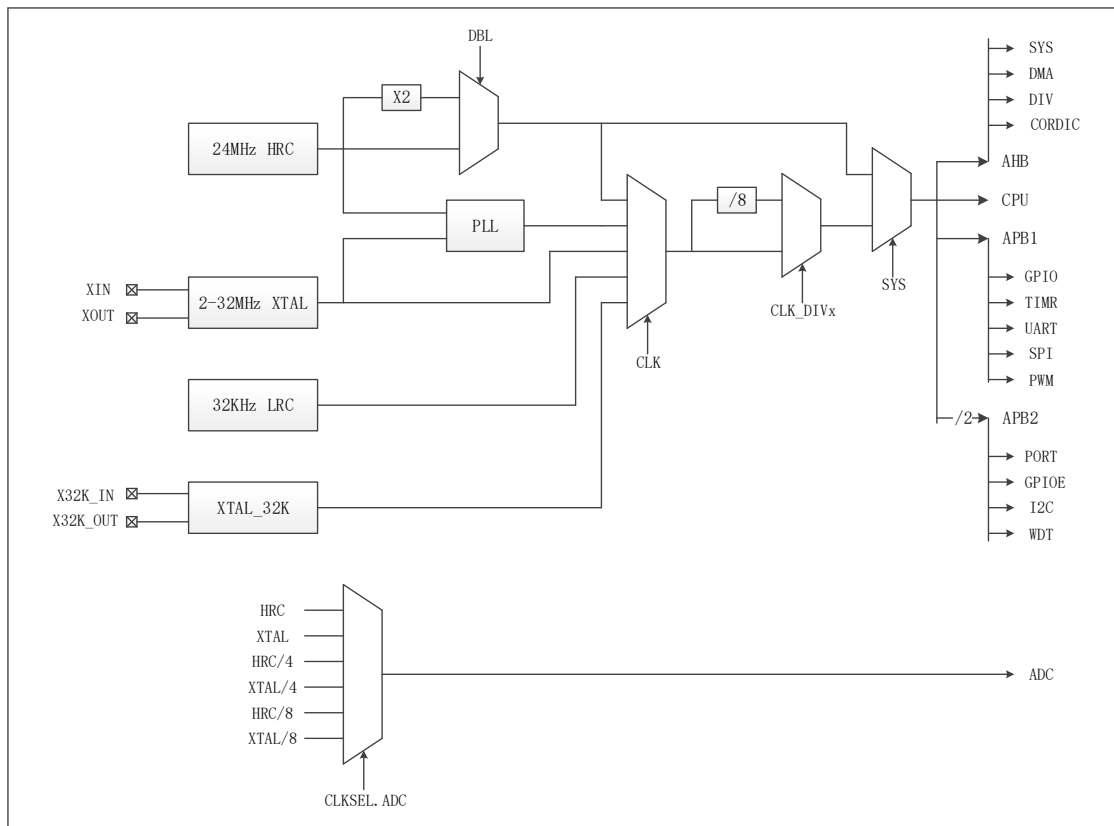 DBL
SYS
DMA
X2
DIV
CORDIC
24MHz HRC
AHB
/8
CPU
PLL
APB1
GPIO
SYS
XIN
2-32MHz XTAL
TIMR
XOUT
CLK_DIVx
UART
SPI
CLK
PWM
32KHz LRC
/2
APB2
PORT
GPIOE
X32K_IN
XTAL_32K
I2C
X32K_OUT
WDT
HRC
XTAL
HRC/4
XTAL/4
ADC
HRC/8
XTAL/8
CLKSEL.ADC